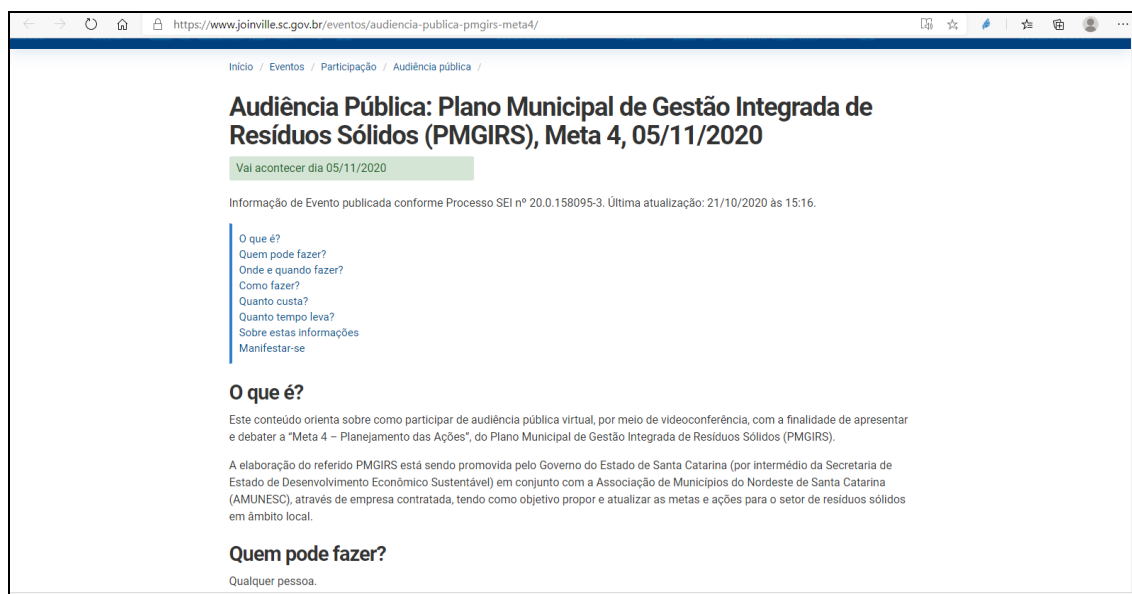 https://www.joinville.sc.gov.br/eventos/audiencia-publica-pmgirs-meta4/
Início / Eventos / Participação / Audiência pública /
Audiência Pública: Plano Municipal de Gestão Integrada de
Resíduos Sólidos (PMGIRS), Meta 4, 05/11/2020
Vai acontecer dia 05/11/2020
Informação de Evento publicada conforme Processo SEI nº 20.0.158095-3. Última atualização: 21/10/2020 às 15:16.
O que é?
Quem pode fazer?
Onde e quando fazer?
Como fazer?
Quanto custa?
Quanto tempo leva?
Sobre estas informações
Manifestar-se
O que é?
Este conteúdo orienta sobre como participar de audiência pública virtual, por meio de videoconferência, com a finalidade de apresentar
e debater a “Meta 4 – Planejamento das Ações”, do Plano Municipal de Gestão Integrada de Resíduos Sólidos (PMGIRS).
A elaboração do referido PMGIRS está sendo promovida pelo Governo do Estado de Santa Catarina (por intermédio da Secretaria de
Estado de Desenvolvimento Econômico Sustentável) em conjunto com a Associação de Municípios do Nordeste de Santa Catarina
(AMUNESC), através de empresa contratada, tendo como objetivo propor e atualizar as metas e ações para o setor de resíduos sólidos
em âmbito local.
Quem pode fazer?
Qualquer pessoa.